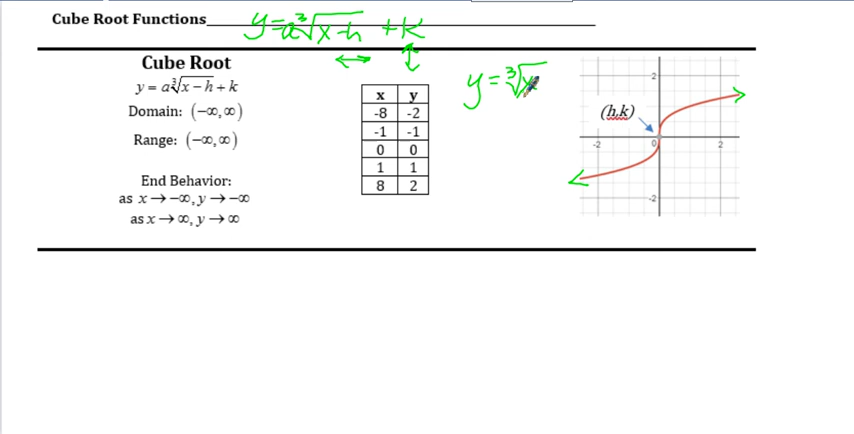 Cube Root Functions
y=a∛x-h +k
Cube Root
y = a∛x − h + k
Domain: (−∞,∞)
Range: (−∞,∞)
End Behavior:
as x → −∞, y → −∞
as x → ∞, y → ∞
x y
-8 -2
-1 -1
0 0
1 1
8 2
y=∛x
(h,k)
2
-2 0 2
-2